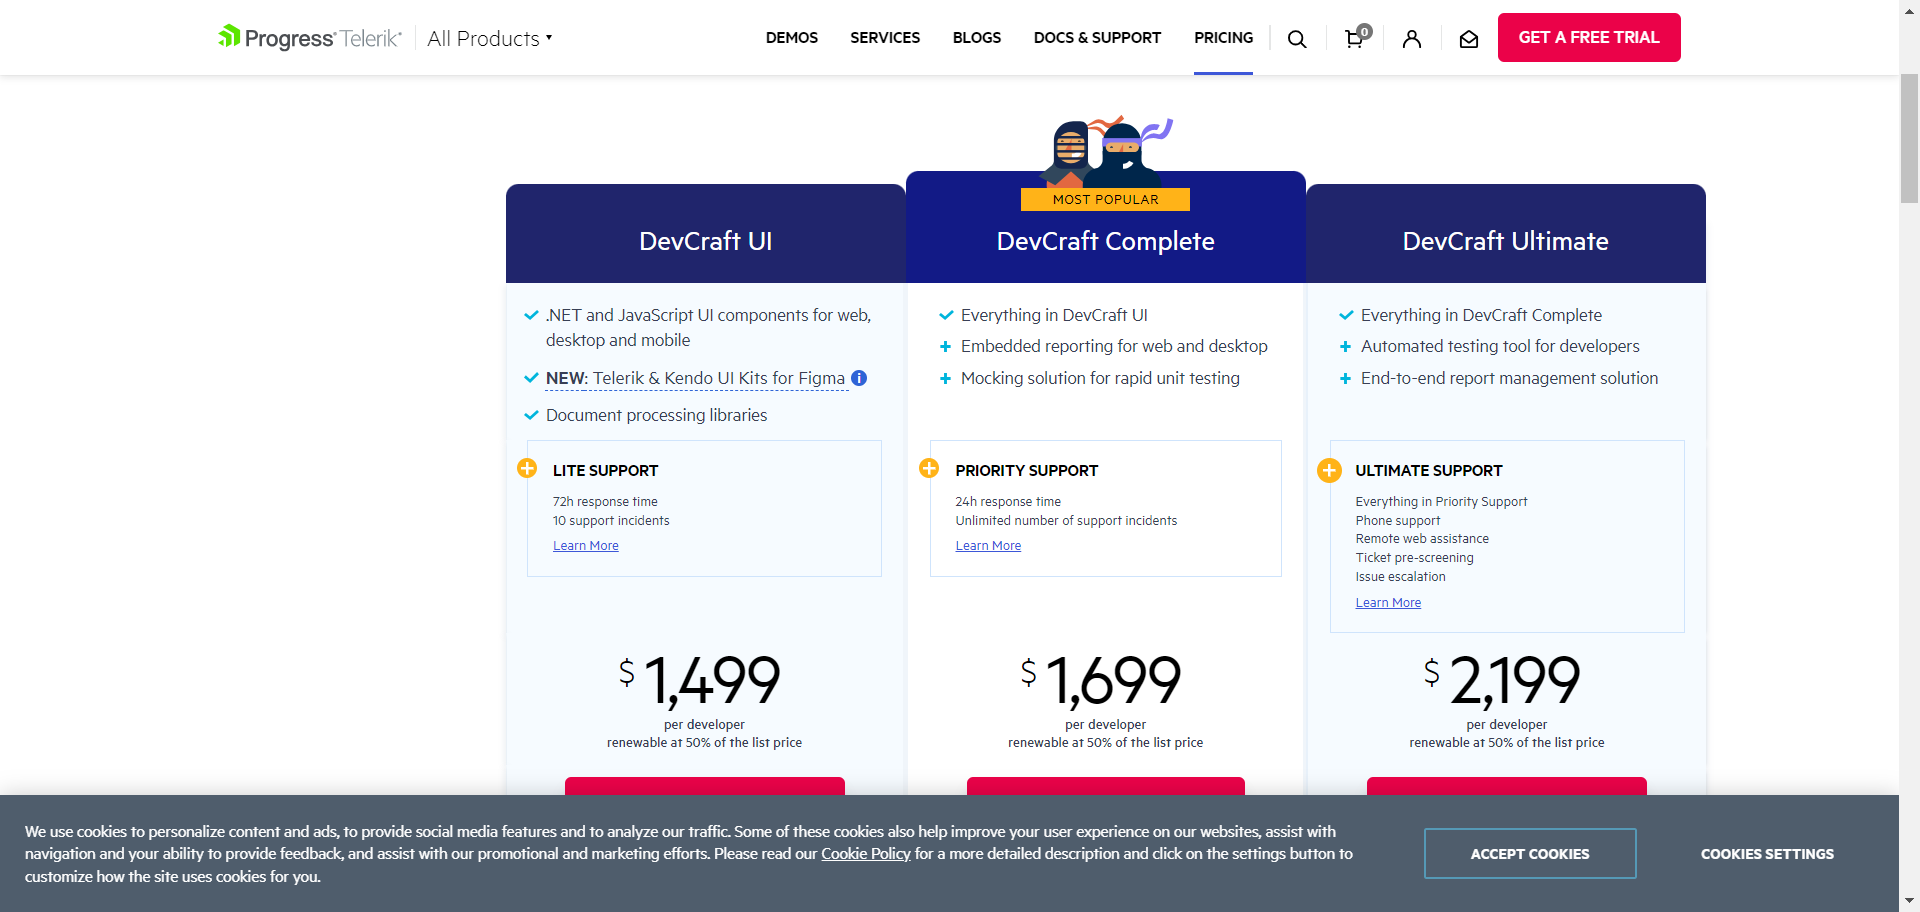 Progress Telerik
All Products
DEMOS
SERVICES
BLOGS
DOCS & SUPPORT
PRICING
0
GET A FREE TRIAL
MOST POPULAR
DevCraft UI
DevCraft Complete
DevCraft Ultimate
.NET and JavaScript UI components for web,
desktop and mobile
NEW: Telerik & Kendo UI Kits for Figma
i
Document processing libraries
LITE SUPPORT
72h response time
10 support incidents
Learn More
$ 1,499
per developer
renewable at 50% of the list price
Everything in DevCraft UI
Embedded reporting for web and desktop
Mocking solution for rapid unit testing
PRIORITY SUPPORT
24h response time
Unlimited number of support incidents
Learn More
$ 1,699
per developer
renewable at 50% of the list price
Everything in DevCraft Complete
Automated testing tool for developers
End-to-end report management solution
ULTIMATE SUPPORT
Everything in Priority Support
Phone support
Remote web assistance
Ticket pre-screening
Issue escalation
Learn More
$ 2,199
per developer
renewable at 50% of the list price
We use cookies to personalize content and ads, to provide social media features and to analyze our traffic. Some of these cookies also help improve your user experience on our websites, assist with
navigation and your ability to provide feedback, and assist with our promotional and marketing efforts. Please read our Cookie Policy for a more detailed description and click on the settings button to
customize how the site uses cookies for you.
ACCEPT COOKIES
COOKIES SETTINGS